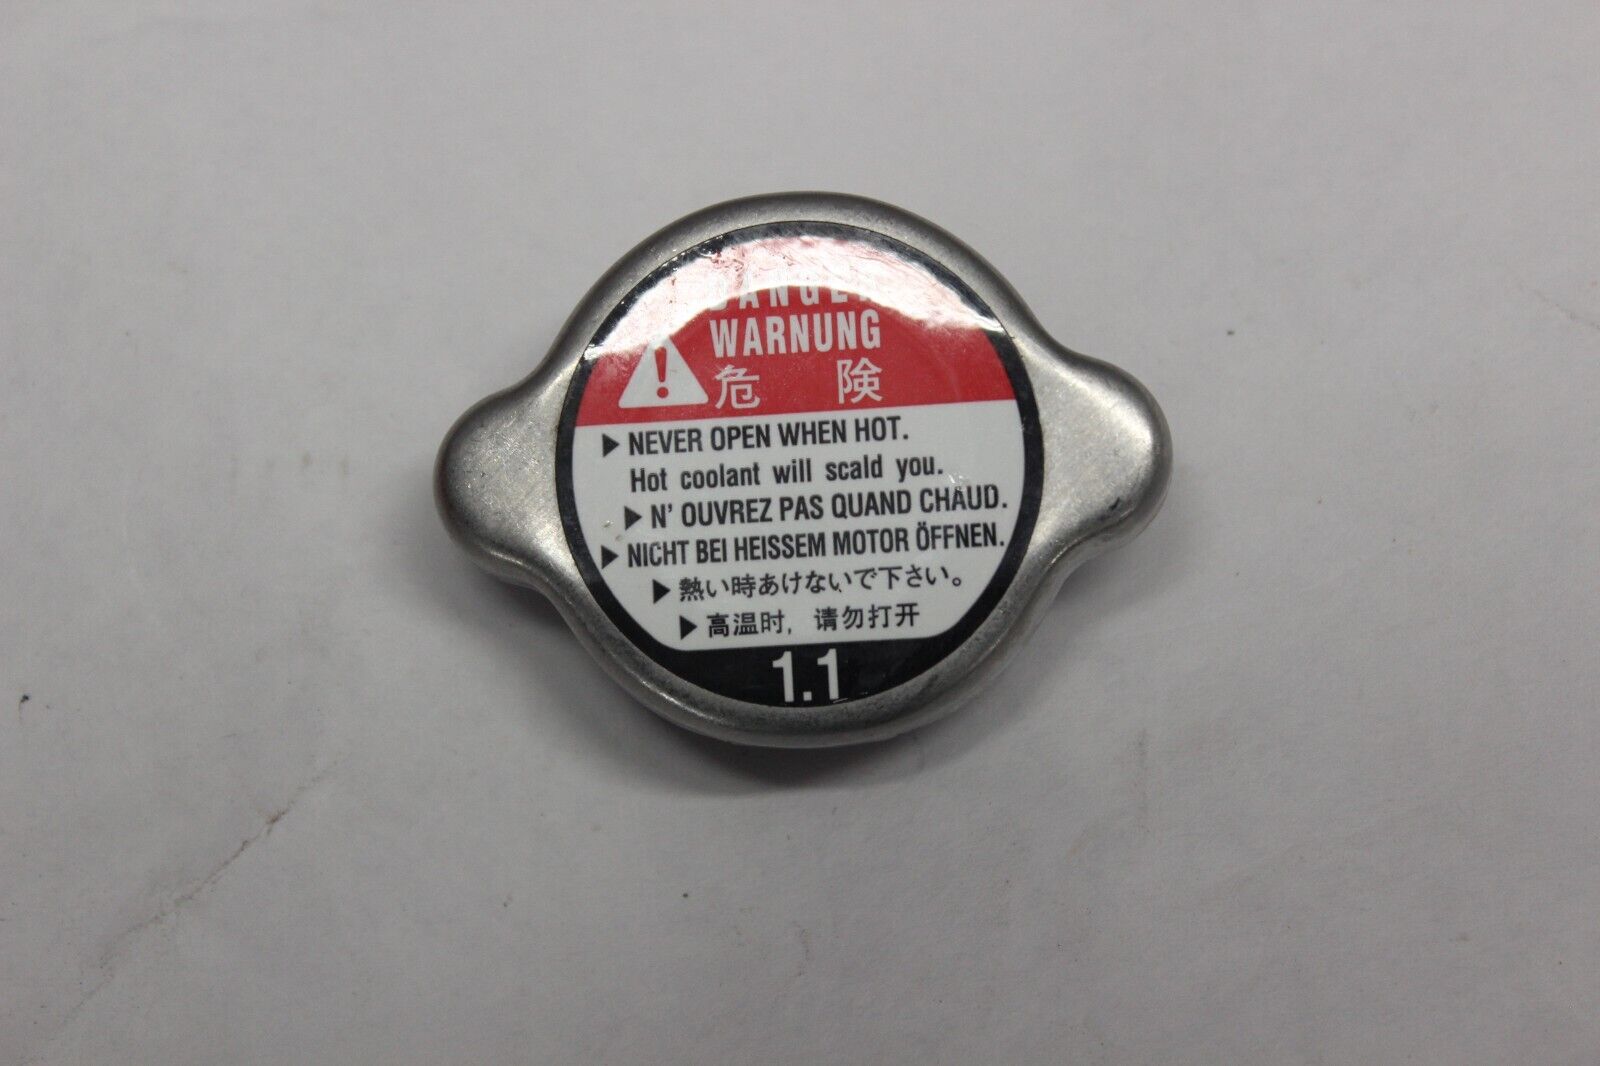 DANGER
WARNUNG
危 険
! 
▶ NEVER OPEN WHEN HOT.
Hot coolant will scald you.
▶ N' OUVREZ PAS QUAND CHAUD.
▶ NICHT BEI HEISSEM MOTOR ÖFFNEN.
▶ 熱い時あけないで下さい。
▶ 高温时, 请勿打开
1.1